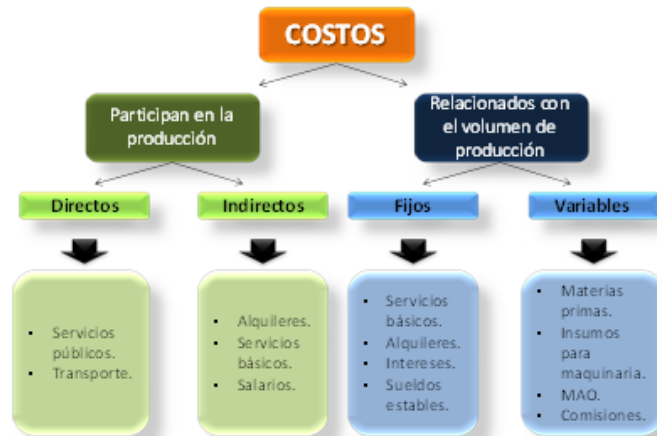 COSTOS
Participan en la
producción
Relacionados con
el volumen de
producción
Directos
Indirectos
Fijos
Variables
▪ Servicios
públicos.
▪ Transporte.
▪ Alquileres.
▪ Servicios
básicos.
▪ Salarios.
▪ Servicios
básicos.
▪ Alquileres.
▪ Intereses.
▪ Sueldos
estables.
▪ Materias
primas.
▪ Insumos
para
maquinaria.
▪ MAO.
▪ Comisiones.